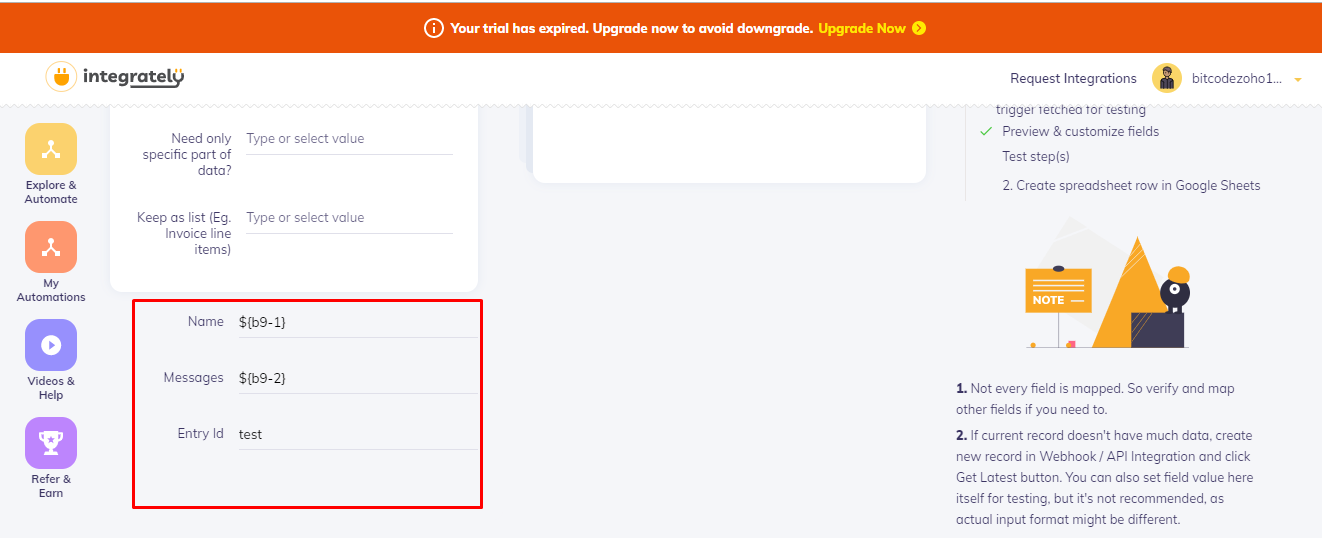 Your trial has expired. Upgrade now to avoid downgrade. Upgrade Now
integrately
Request Integrations
bitcodezoho1...
Explore &
Automate
My
Automations
Videos &
Help
Refer &
Earn
Need only
specific part of
data?
Type or select value
Keep as list (Eg.
Invoice line
items)
Type or select value
Name ${b9-1}
Messages ${b9-2}
Entry Id test
trigger fetched for testing
Preview & customize fields
Test step(s)
2. Create spreadsheet row in Google Sheets
NOTE
1. Not every field is mapped. So verify and map
other fields if you need to.
2. If current record doesn't have much data, create
new record in Webhook / API Integration and click
Get Latest button. You can also set field value here
itself for testing, but it's not recommended, as
actual input format might be different.